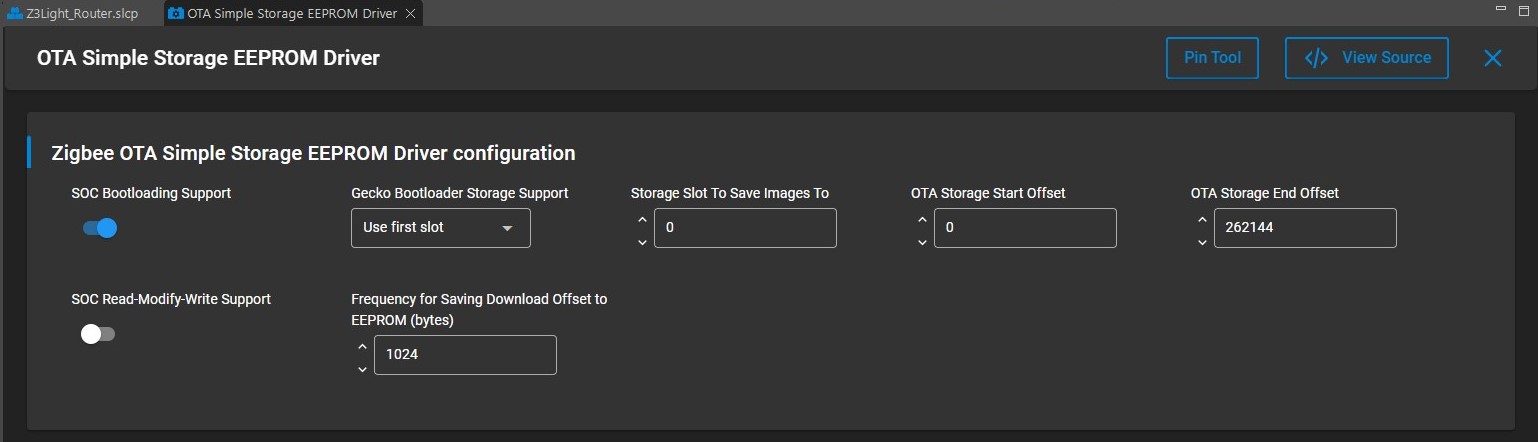 Z3Light_Router.slcp
OTA Simple Storage EEPROM Driver
OTA Simple Storage EEPROM Driver
Pin Tool
</> View Source
Zigbee OTA Simple Storage EEPROM Driver configuration
SOC Bootloading Support
Gecko Bootloader Storage Support
Use first slot
Storage Slot To Save Images To
0
OTA Storage Start Offset
0
OTA Storage End Offset
262144
SOC Read-Modify-Write Support
Frequency for Saving Download Offset to
EEPROM (bytes)
1024